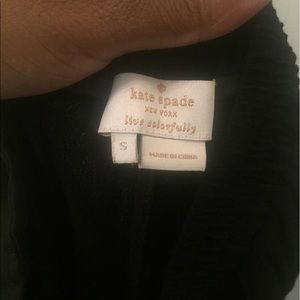 kate spade
NEW YORK
live colorfully
S
MADE IN CHINA